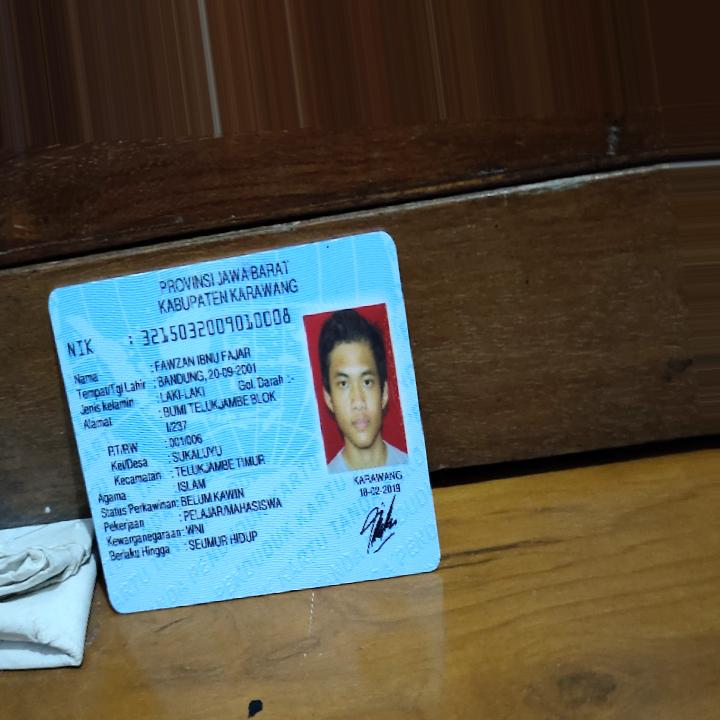 PROVINSI JAWA BARAT
KABUPATEN KARAWANG
NIK : 3215032009010008
Nama : FAWZAN IBNU FAJAR
Tempat/Tgl Lahir : BANDUNG, 20-09-2001
Jenis kelamin : LAKI-LAKI Gol. Darah : -
Alamat : BUMI TELUKJAMBE BLOK
I/237
RT/RW : 001/006
Kel/Desa : SUKALUYU
Kecamatan : TELUKJAMBE TIMUR
Agama : ISLAM
Status Perkawinan: BELUM KAWIN
Pekerjaan : PELAJAR/MAHASISWA
Kewarganegaraan: WNI
Berlaku Hingga : SEUMUR HIDUP
KARAWANG
18-02-2019